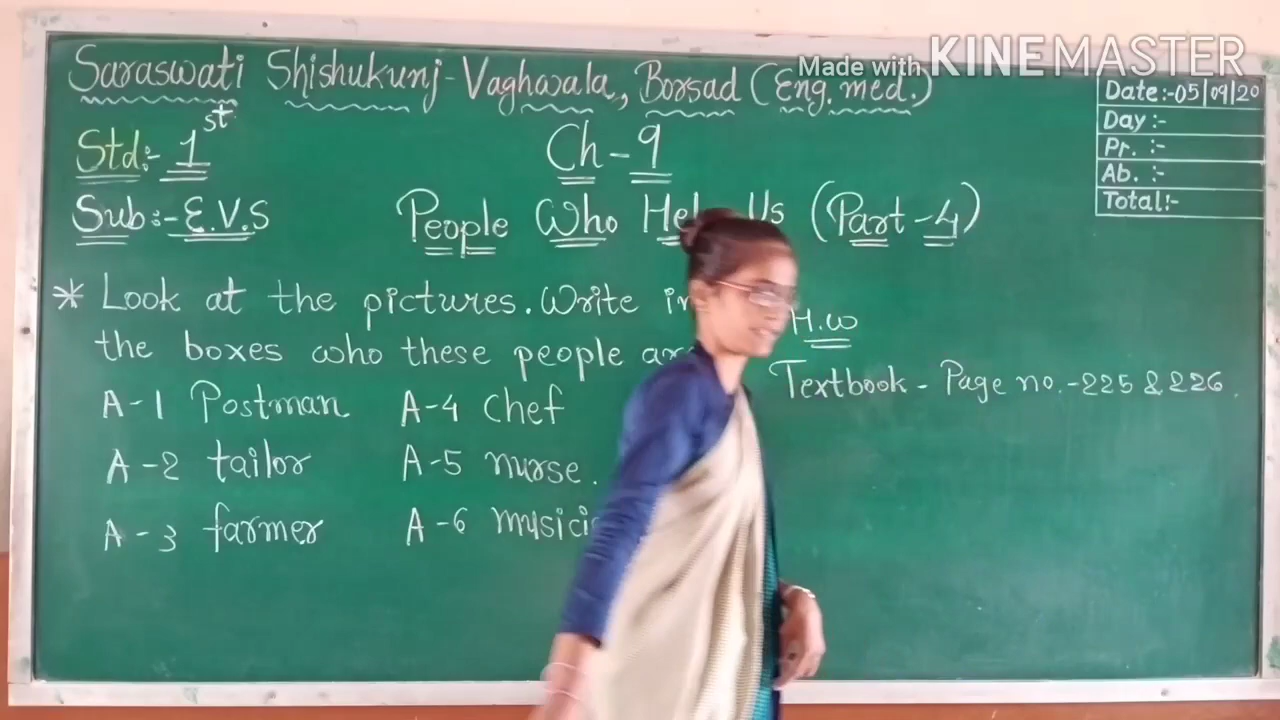 Made with KINEMASTER
Saraswati Shishukunj-Vaghwala, Borsad (Eng. med.)
Date:-05/09/20
Day :-
Pr. :-
Ab. :-
Total:-
Std:- 1st
Ch-9
Sub:- E.V.S
People Who Us (Part-4)
* Look at the pictures. Write
the boxes who these people
A-1 Postman
A-2 tailor
A-3 farmer
A-4 Chef
A-5 nurse.
A-6
H.W
Textbook - Page no.-225 & 226.